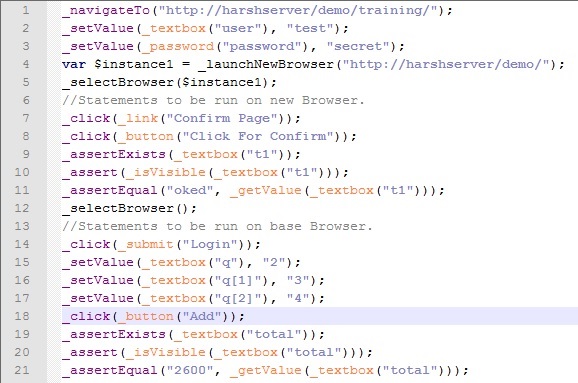 1 _navigateTo("http://harshserver/demo/training/");
2 _setValue(_textbox("user"), "test");
3 _setValue(_password("password"), "secret");
4 var $instance1 = _launchNewBrowser("http://harshserver/demo/");
5 _selectBrowser($instance1);
6 //Statements to be run on new Browser.
7 _click(_link("Confirm Page"));
8 _click(_button("Click For Confirm"));
9 _assertExists(_textbox("t1"));
10 _assert(_isVisible(_textbox("t1")));
11 _assertEqual("oked", _getValue(_textbox("t1")));
12 _selectBrowser();
13 //Statements to be run on base Browser.
14 _click(_submit("Login"));
15 _setValue(_textbox("q"), "2");
16 _setValue(_textbox("q[1]"), "3");
17 _setValue(_textbox("q[2]"), "4");
18 _click(_button("Add"));
19 _assertExists(_textbox("total"));
20 _assert(_isVisible(_textbox("total")));
21 _assertEqual("2600", _getValue(_textbox("total")));